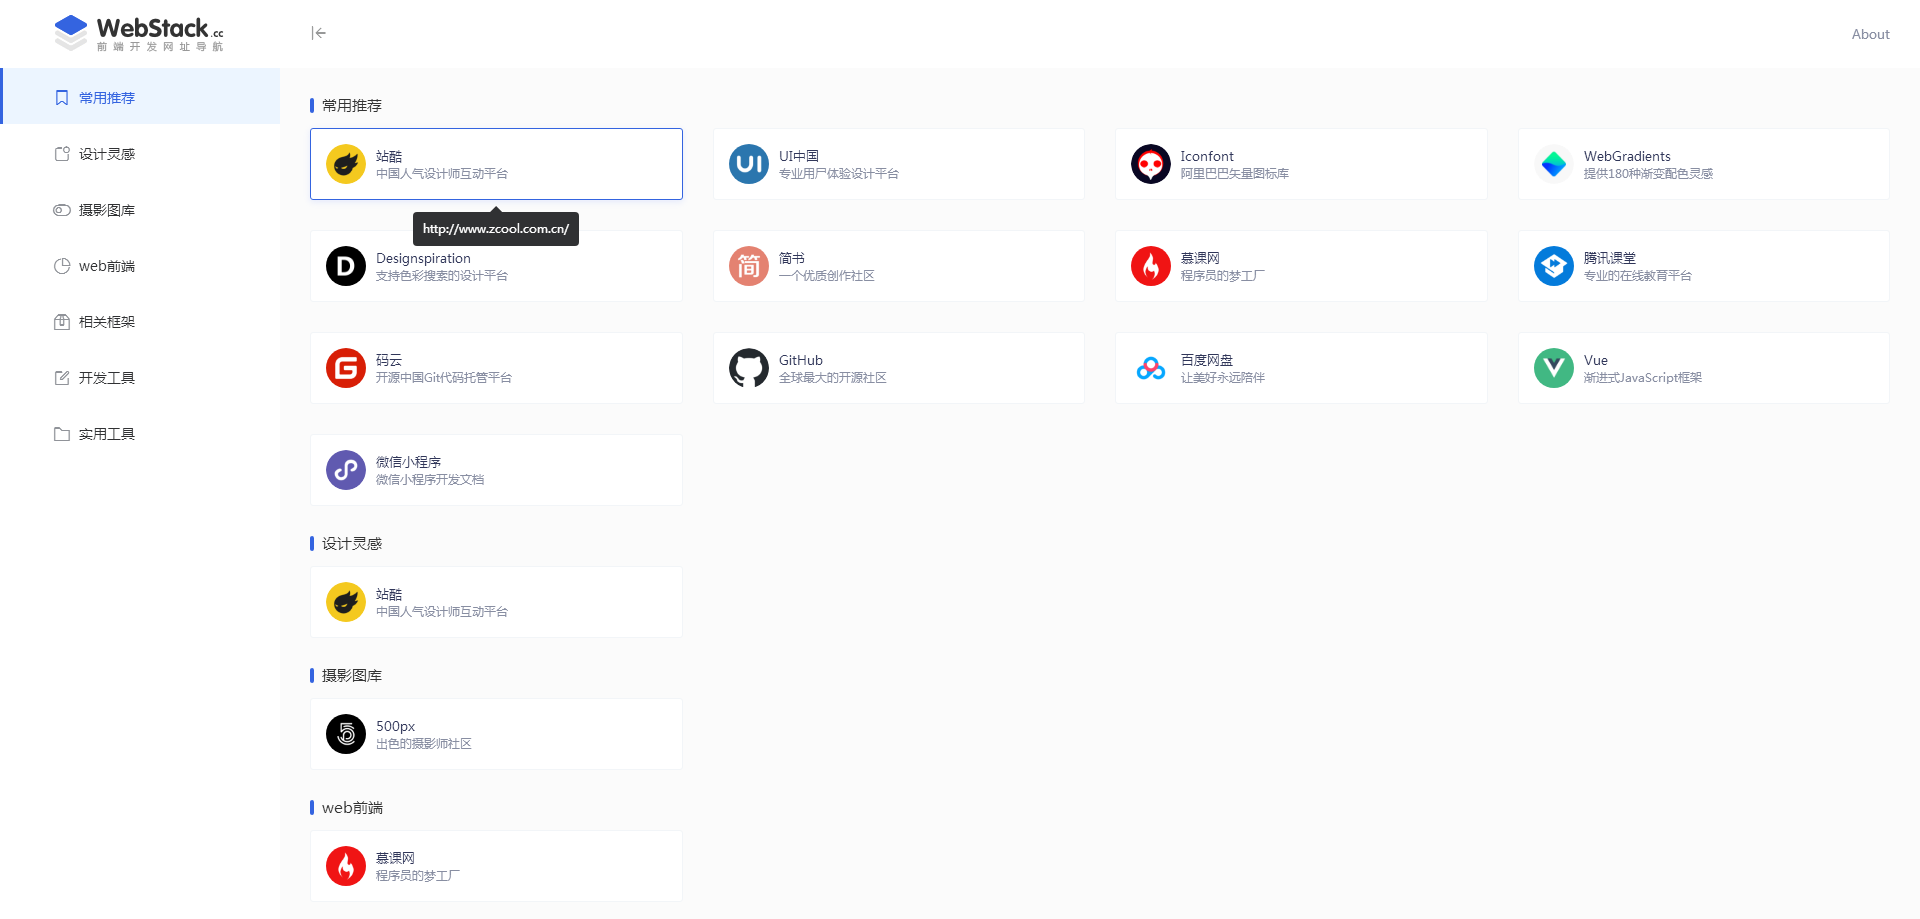 WebStack.cc
前端开发网址导航
About
常用推荐
设计灵感
摄影图库
web前端
相关框架
开发工具
实用工具
常用推荐
站酷
中国人气设计师互动平台
UI中国
专业用户体验设计平台
Iconfont
阿里巴巴矢量图标库
WebGradients
提供180种渐变配色灵感
http://www.zcool.com.cn/
Designspiration
支持色彩搜索的设计平台
简书
一个优质创作社区
慕课网
程序员的梦工厂
腾讯课堂
专业的在线教育平台
码云
开源中国Git代码托管平台
GitHub
全球最大的开源社区
百度网盘
让美好永远陪伴
Vue
渐进式JavaScript框架
微信小程序
微信小程序开发文档
设计灵感
站酷
中国人气设计师互动平台
摄影图库
500px
出色的摄影师社区
web前端
慕课网
程序员的梦工厂